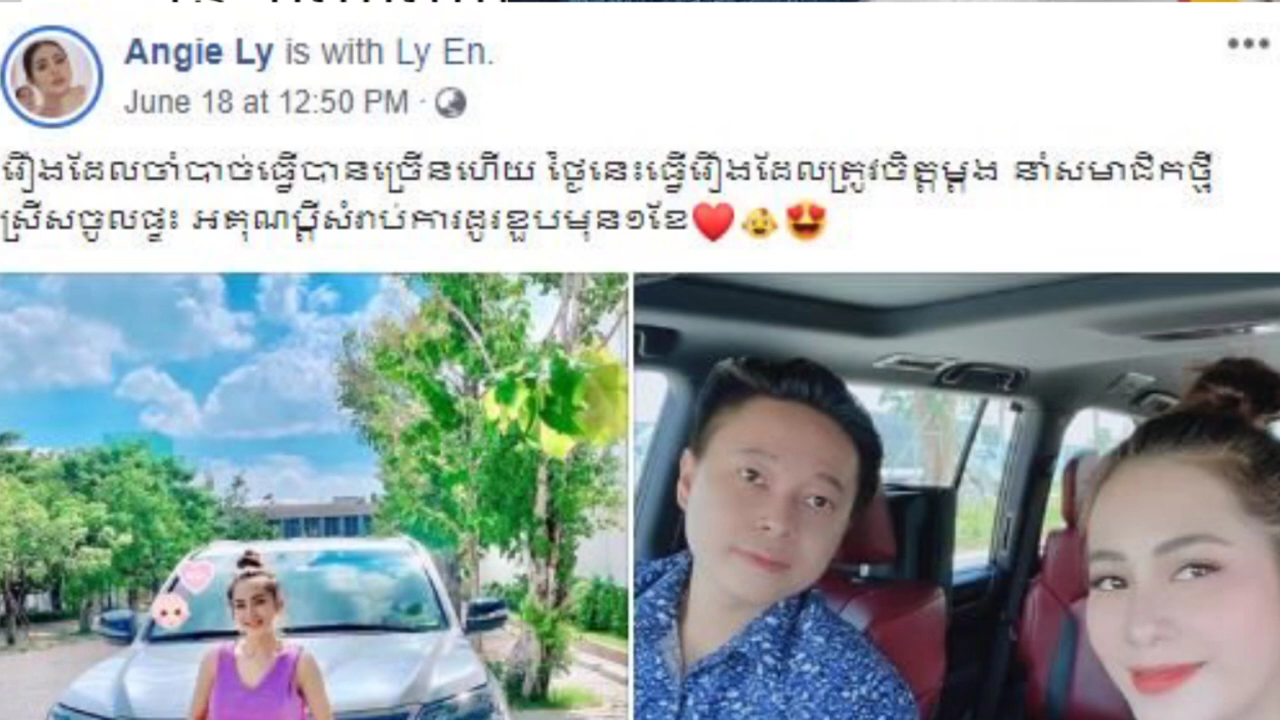 Angie Ly is with Ly En.
June 18 at 12:50 PM ·
រឿងដែលចាំបាច់ធ្វើបានច្រើនហើយ ថ្ងៃនេះធ្វើរឿងដែលត្រូវចិត្តម្តង នាំសមាជិកថ្មី
ស្រីសចូលផ្ទះ អគុណប្តីសំរាប់ការដូរខួបមុន១ខែ❤️👶😍